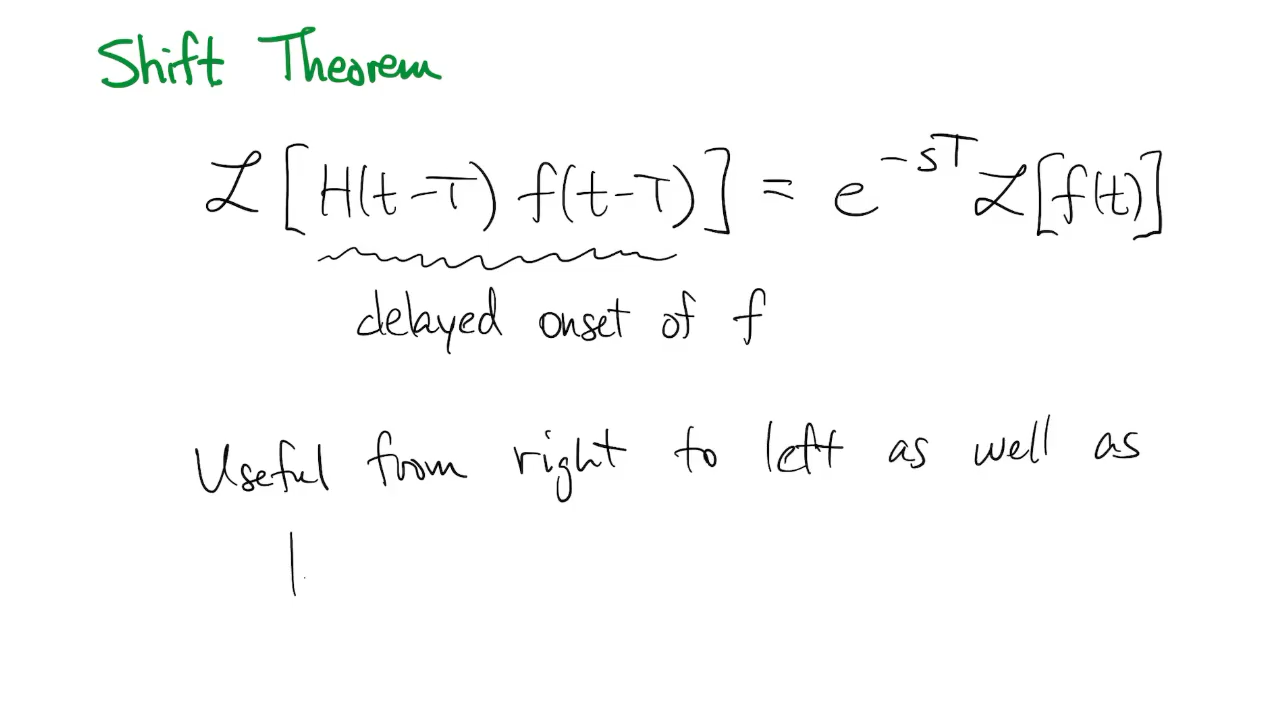 Shift Theorem
ℒ[H(t-T) f(t-T)] = e^{-sT} ℒ[f(t)]
delayed onset of f
Useful from right to left as well as
l